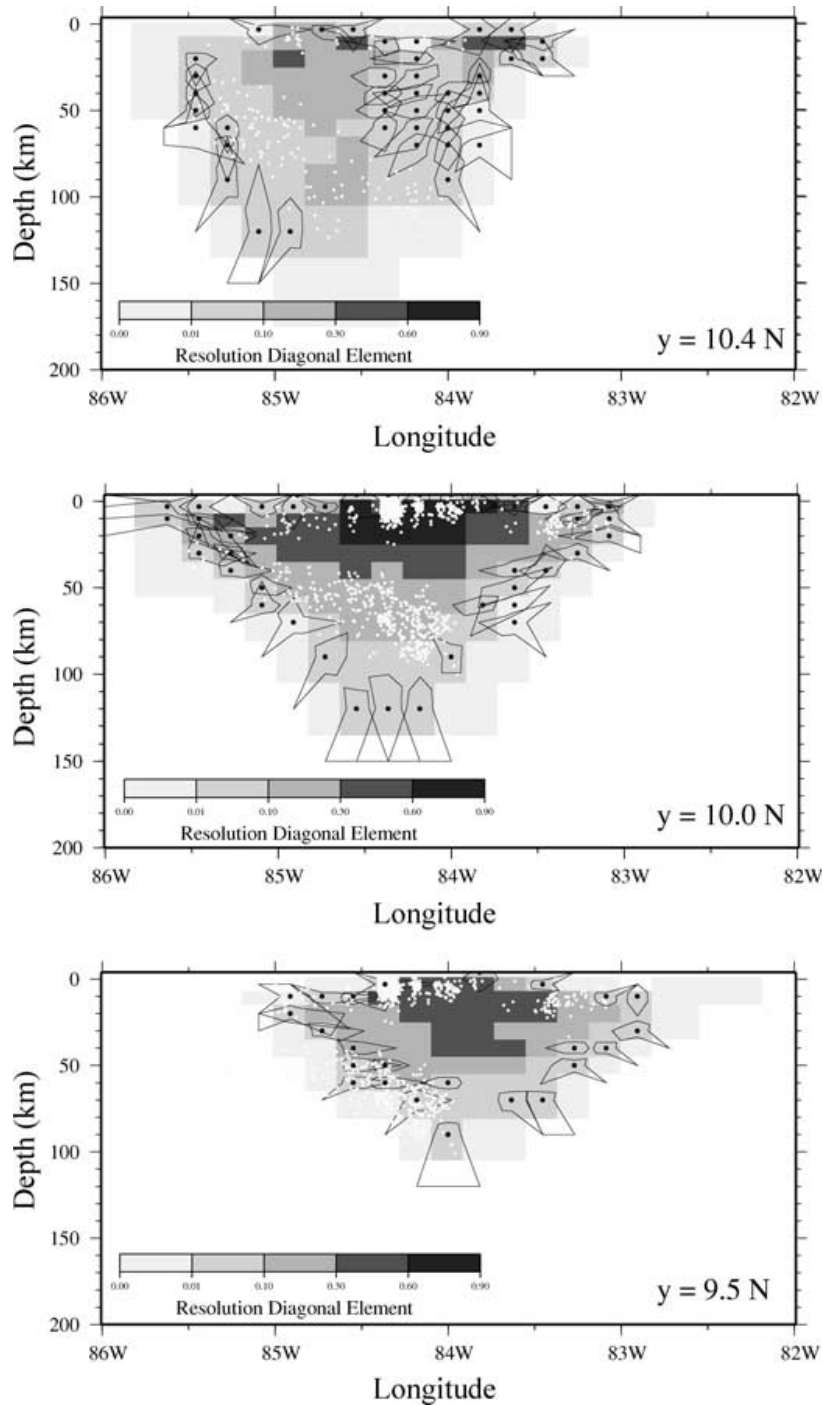 0
50
100
150
200
Depth (km)
0.00 0.01 0.10 0.30 0.60 0.90
Resolution Diagonal Element
y = 10.4 N
86W 85W 84W 83W 82W
Longitude
0
50
100
150
200
Depth (km)
0.00 0.01 0.10 0.30 0.60 0.90
Resolution Diagonal Element
y = 10.0 N
86W 85W 84W 83W 82W
Longitude
0
50
100
150
200
Depth (km)
0.00 0.01 0.10 0.30 0.60 0.90
Resolution Diagonal Element
y = 9.5 N
86W 85W 84W 83W 82W
Longitude